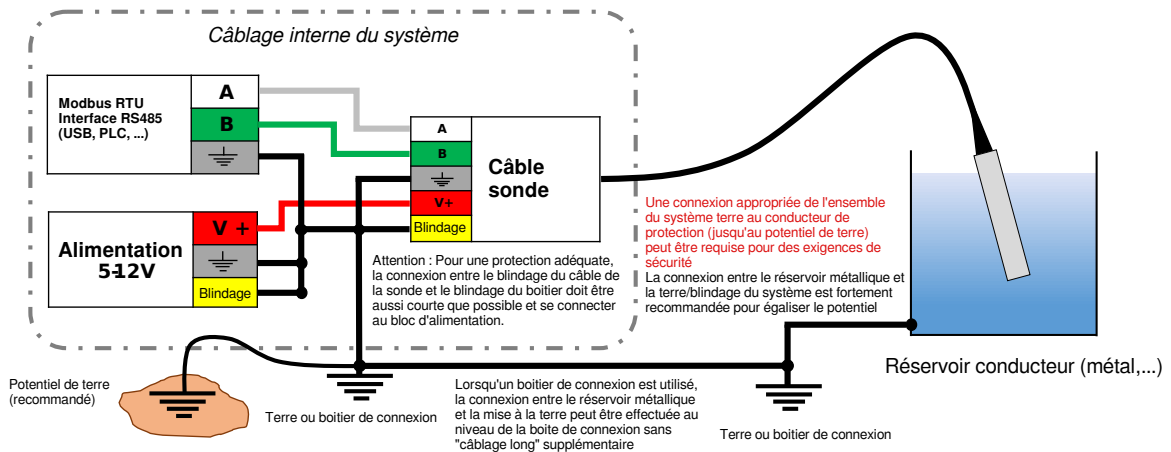 Câblage interne du système
Modbus RTU
Interface RS485
(USB, PLC, ...)
A
B
Alimentation
5-12V
V +
Blindage
A
B
V+
Blindage
Câble
sonde
Attention : Pour une protection adéquate,
la connexion entre le blindage du câble de
la sonde et le blindage du boitier doit être
aussi courte que possible et se connecter
au bloc d'alimentation.
Une connexion appropriée de l'ensemble
du système terre au conducteur de
protection (jusqu'au potentiel de terre)
peut être requise pour des exigences de
sécurité
La connexion entre le réservoir métallique et
la terre/blindage du système est fortement
recommandée pour égaliser le potentiel
Réservoir conducteur (métal,...)
Potentiel de terre
(recommandé)
Terre ou boitier de connexion
Lorsqu'un boitier de connexion est utilisé,
la connexion entre le réservoir métallique
et la mise à la terre peut être effectuée au
niveau de la boite de connexion sans
"câblage long" supplémentaire
Terre ou boitier de connexion